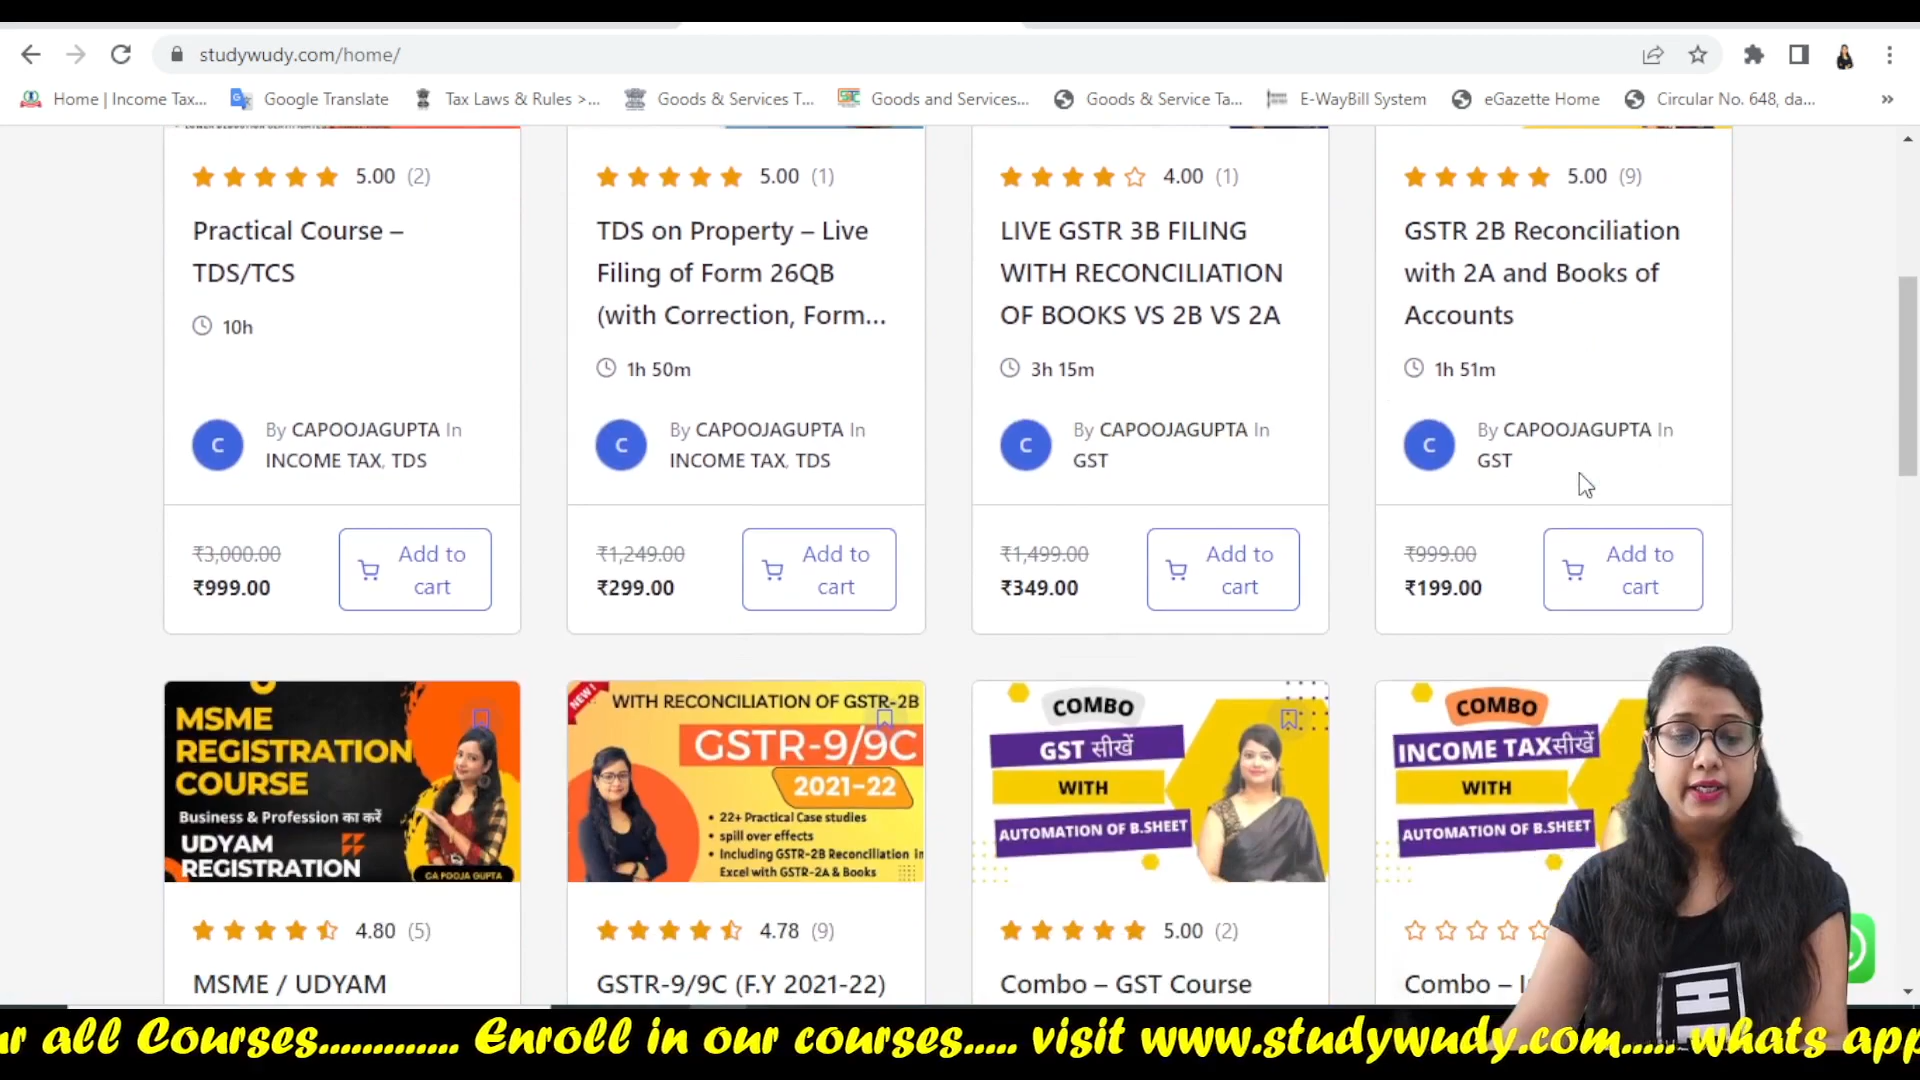 studywudy.com/home/
Home | Income Tax...
Google Translate
Tax Laws & Rules >...
Goods & Services T...
Goods and Services...
Goods & Service Ta...
E-WayBill System
eGazette Home
Circular No. 648, da...
»
5.00 (2)
Practical Course –
TDS/TCS
10h
C
By CAPOOJAGUPTA In
INCOME TAX, TDS
₹3,000.00
₹999.00
Add to
cart
5.00 (1)
TDS on Property – Live
Filing of Form 26QB
(with Correction, Form...
1h 50m
C
By CAPOOJAGUPTA In
INCOME TAX, TDS
₹1,249.00
₹299.00
Add to
cart
4.00 (1)
LIVE GSTR 3B FILING
WITH RECONCILIATION
OF BOOKS VS 2B VS 2A
3h 15m
C
By CAPOOJAGUPTA In
GST
₹1,499.00
₹349.00
Add to
cart
5.00 (9)
GSTR 2B Reconciliation
with 2A and Books of
Accounts
1h 51m
C
By CAPOOJAGUPTA In
GST
₹999.00
₹199.00
Add to
cart
MSME
REGISTRATION
COURSE
Business & Profession का करें
UDYAM
REGISTRATION
CA POOJA GUPTA
4.80 (5)
MSME / UDYAM
NEW!
WITH RECONCILIATION OF GSTR-2B
GSTR-9/9C
2021-22
• 22+ Practical Case studies
• spill over effects
• Including GSTR-2B Reconciliation in
Excel with GSTR-2A & Books
4.78 (9)
GSTR-9/9C (F.Y 2021-22)
COMBO
GST सीखें
WITH
AUTOMATION OF B.SHEET
5.00 (2)
Combo – GST Course
COMBO
INCOME TAX सीखें
WITH
AUTOMATION OF B.SHEET
Combo – I
ur all Courses............. Enroll in our courses..... visit www.studywudy.com..... whats app